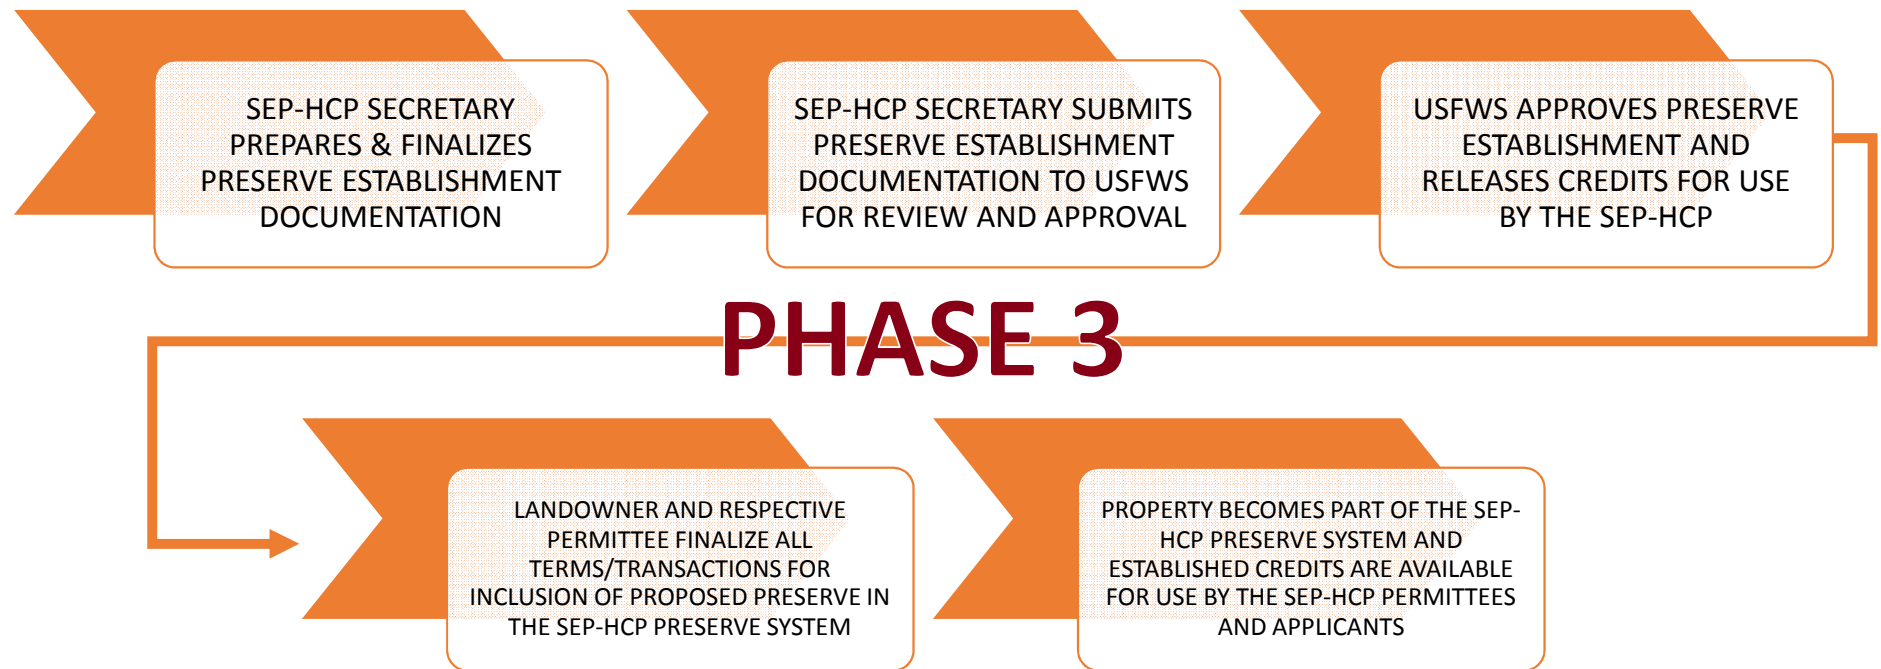 SEP-HCP SECRETARY
PREPARES & FINALIZES
PRESERVE ESTABLISHMENT
DOCUMENTATION
SEP-HCP SECRETARY SUBMITS
PRESERVE ESTABLISHMENT
DOCUMENTATION TO USFWS
FOR REVIEW AND APPROVAL
USFWS APPROVES PRESERVE
ESTABLISHMENT AND
RELEASES CREDITS FOR USE
BY THE SEP-HCP
PHASE 3
LANDOWNER AND RESPECTIVE
PERMITTEE FINALIZE ALL
TERMS/TRANSACTIONS FOR
INCLUSION OF PROPOSED PRESERVE IN
THE SEP-HCP PRESERVE SYSTEM
PROPERTY BECOMES PART OF THE SEP-
HCP PRESERVE SYSTEM AND
ESTABLISHED CREDITS ARE AVAILABLE
FOR USE BY THE SEP-HCP PERMITTEES
AND APPLICANTS